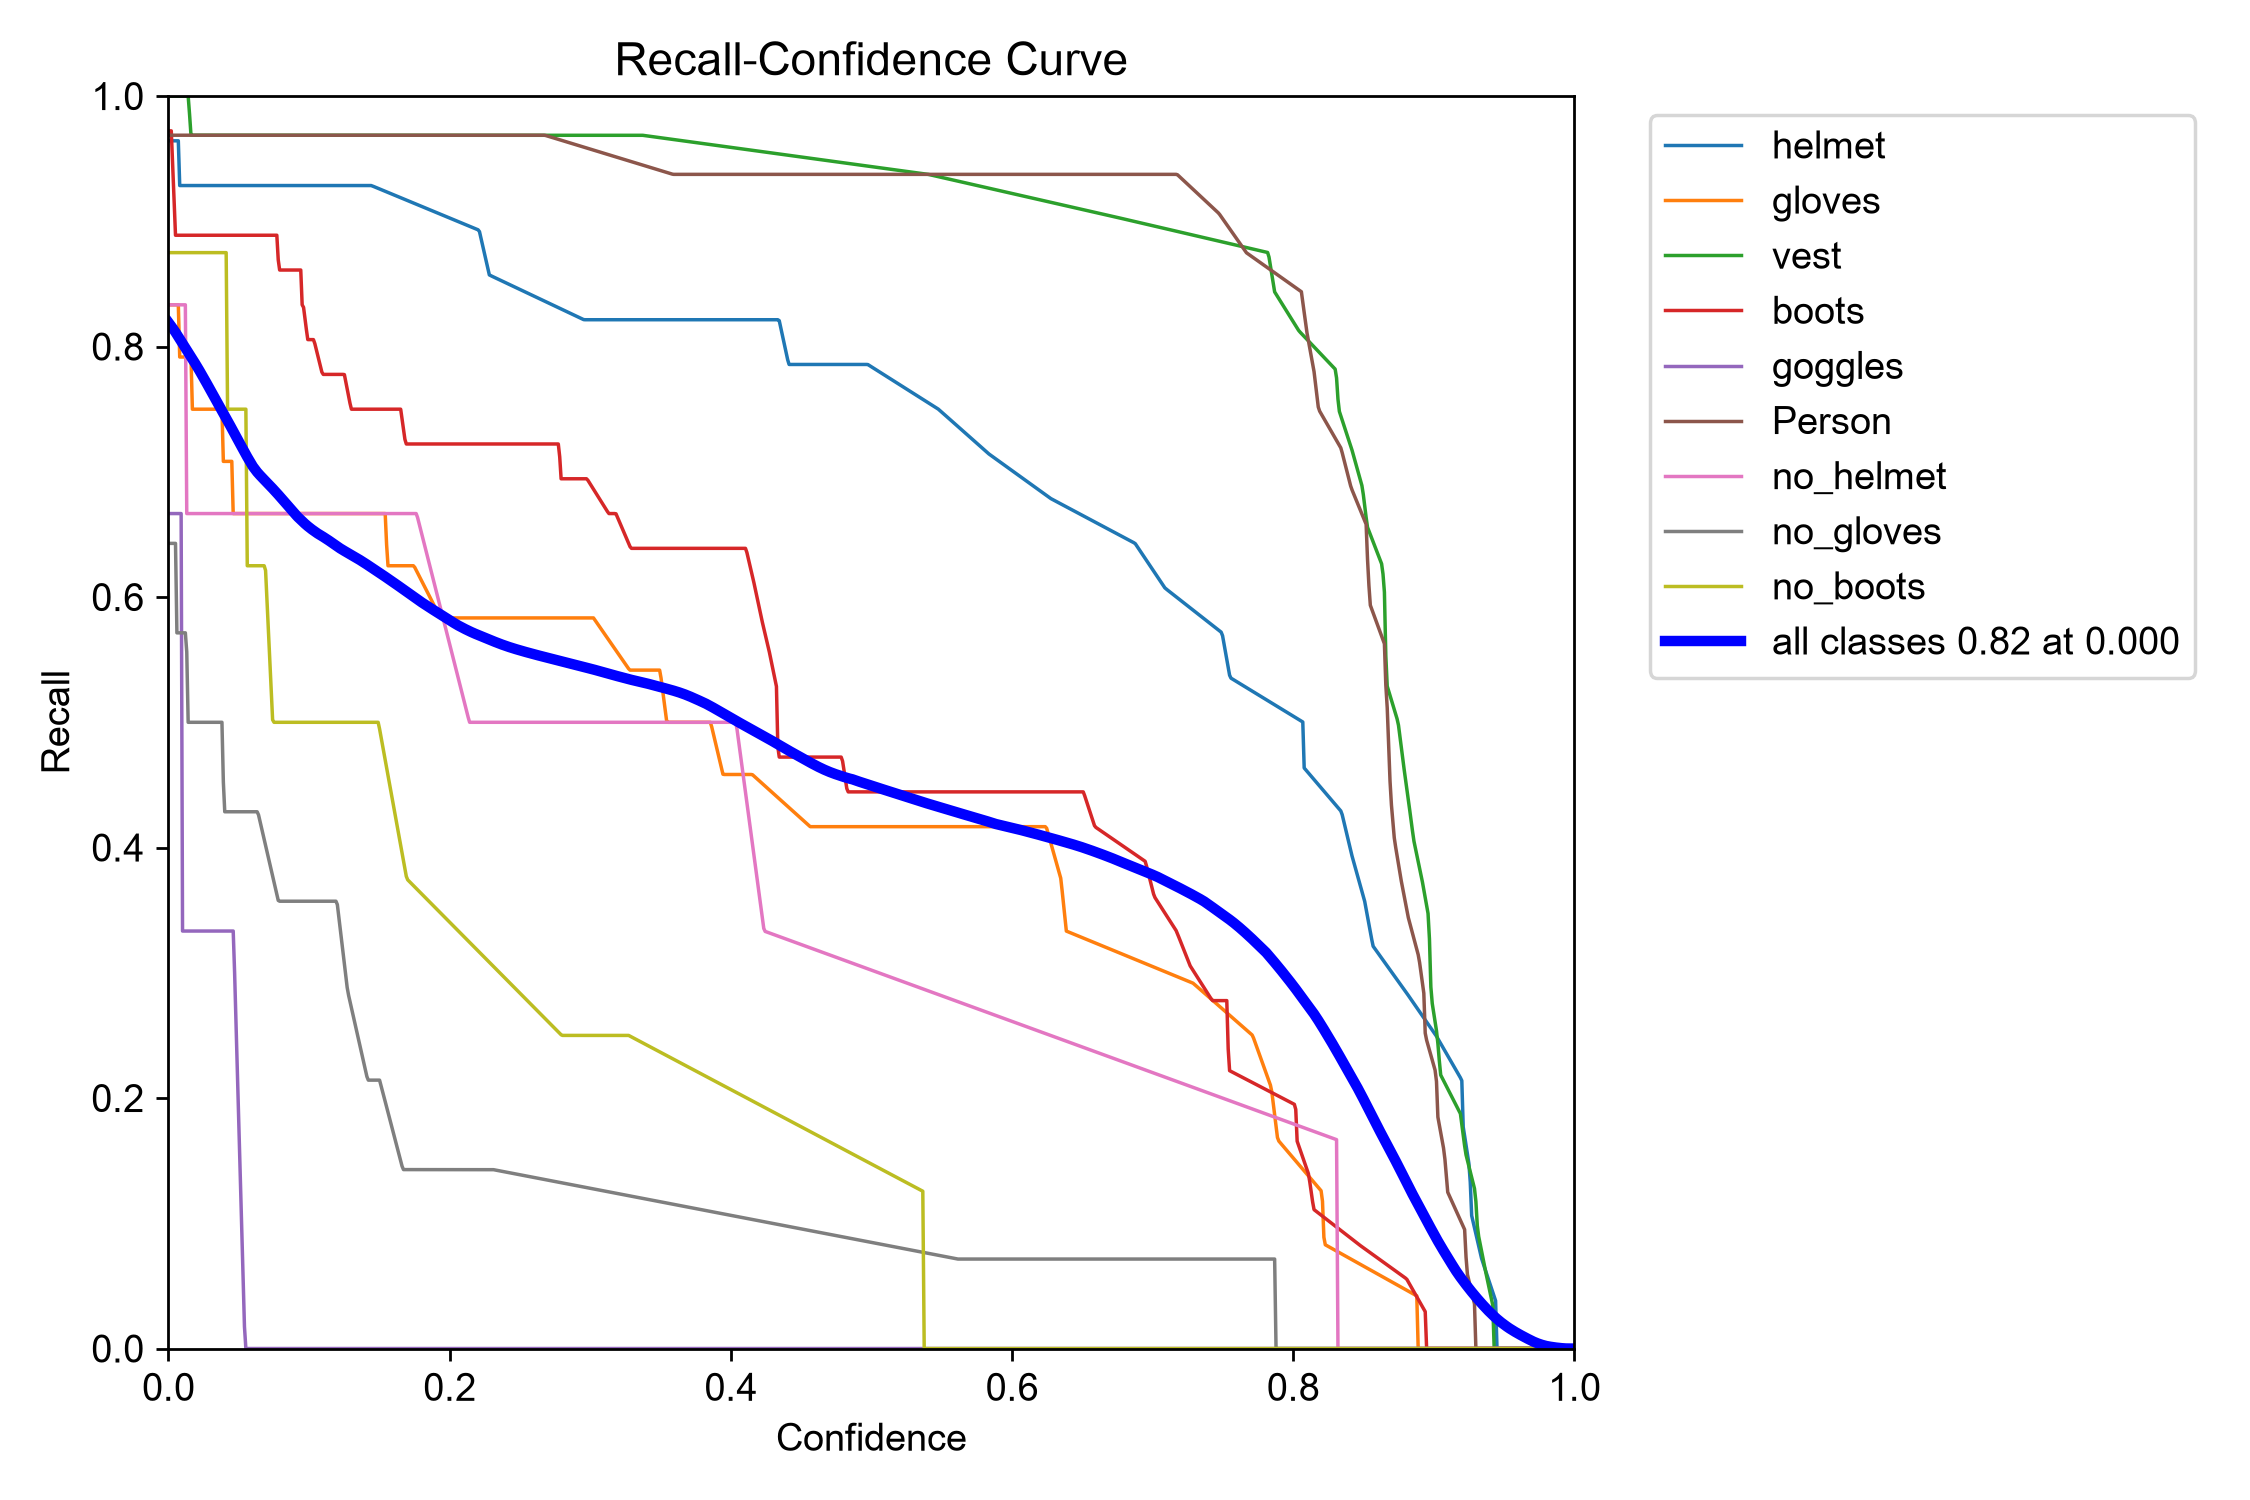 Recall-Confidence Curve
1.0
0.8
0.6
0.4
0.2
0.0
Recall
0.0 0.2 0.4 0.6 0.8 1.0
Confidence
helmet
gloves
vest
boots
goggles
Person
no_helmet
no_gloves
no_boots
all classes 0.82 at 0.000